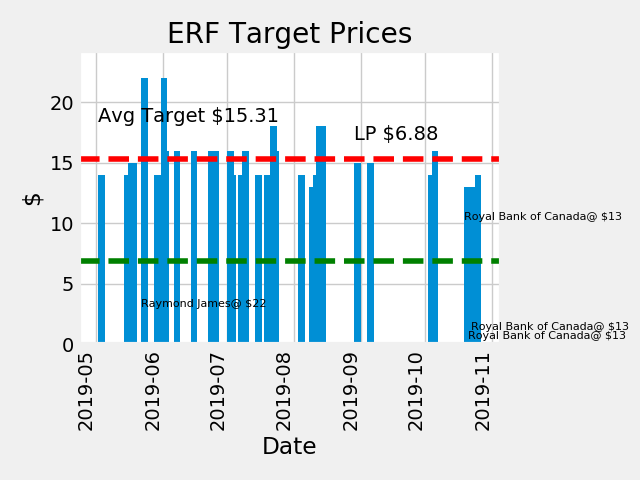 ERF Target Prices
Avg Target $15.31
LP $6.88
Royal Bank of Canada@ $13
Raymond James@ $22
Royal Bank of Canada@ $13
Royal Bank of Canada@ $13
$
20
15
10
5
0
2019-05
2019-06
2019-07
2019-08
2019-09
2019-10
2019-11
Date